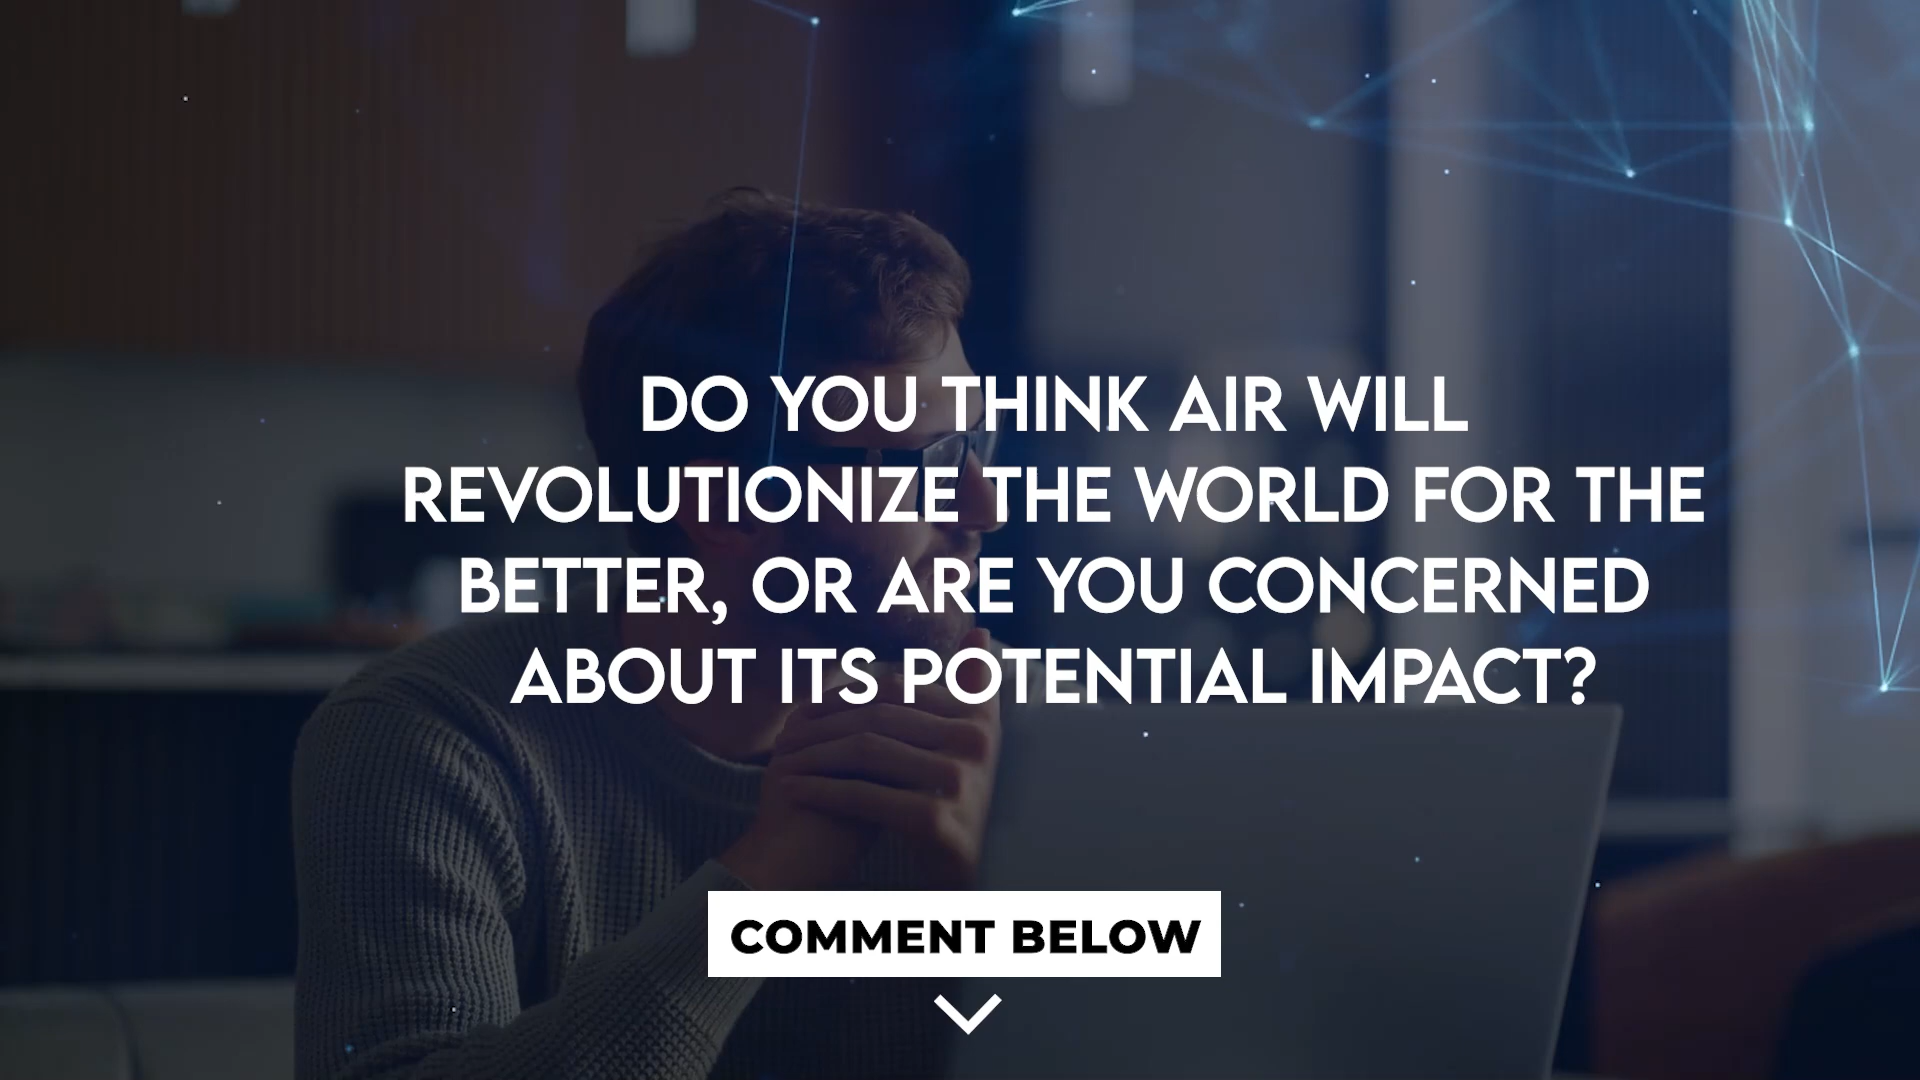 DO YOU THINK AIR WILL
REVOLUTIONIZE THE WORLD FOR THE
BETTER, OR ARE YOU CONCERNED
ABOUT ITS POTENTIAL IMPACT?
COMMENT BELOW